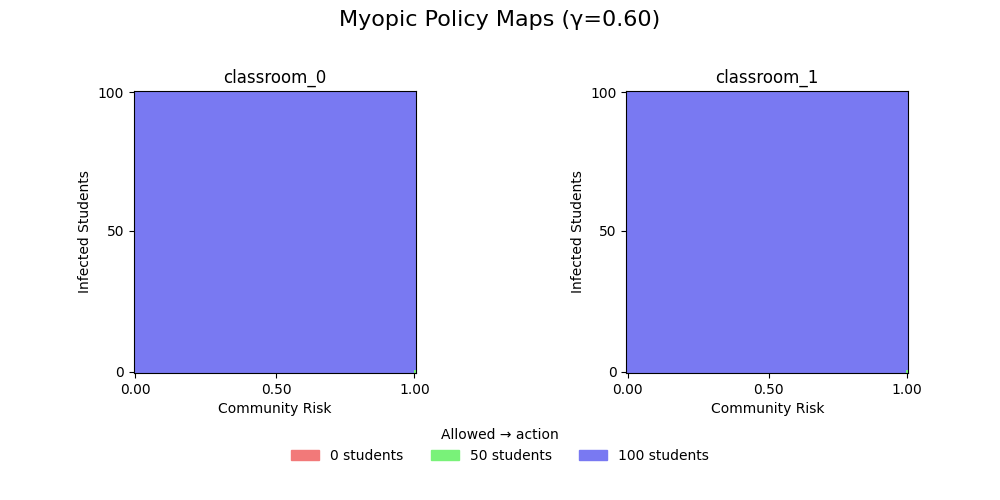 Myopic Policy Maps (γ=0.60)
classroom_0
100
50
0
Infected Students
0.00 0.50 1.00
Community Risk
classroom_1
100
50
0
Infected Students
0.00 0.50 1.00
Community Risk
Allowed → action
0 students 50 students 100 students